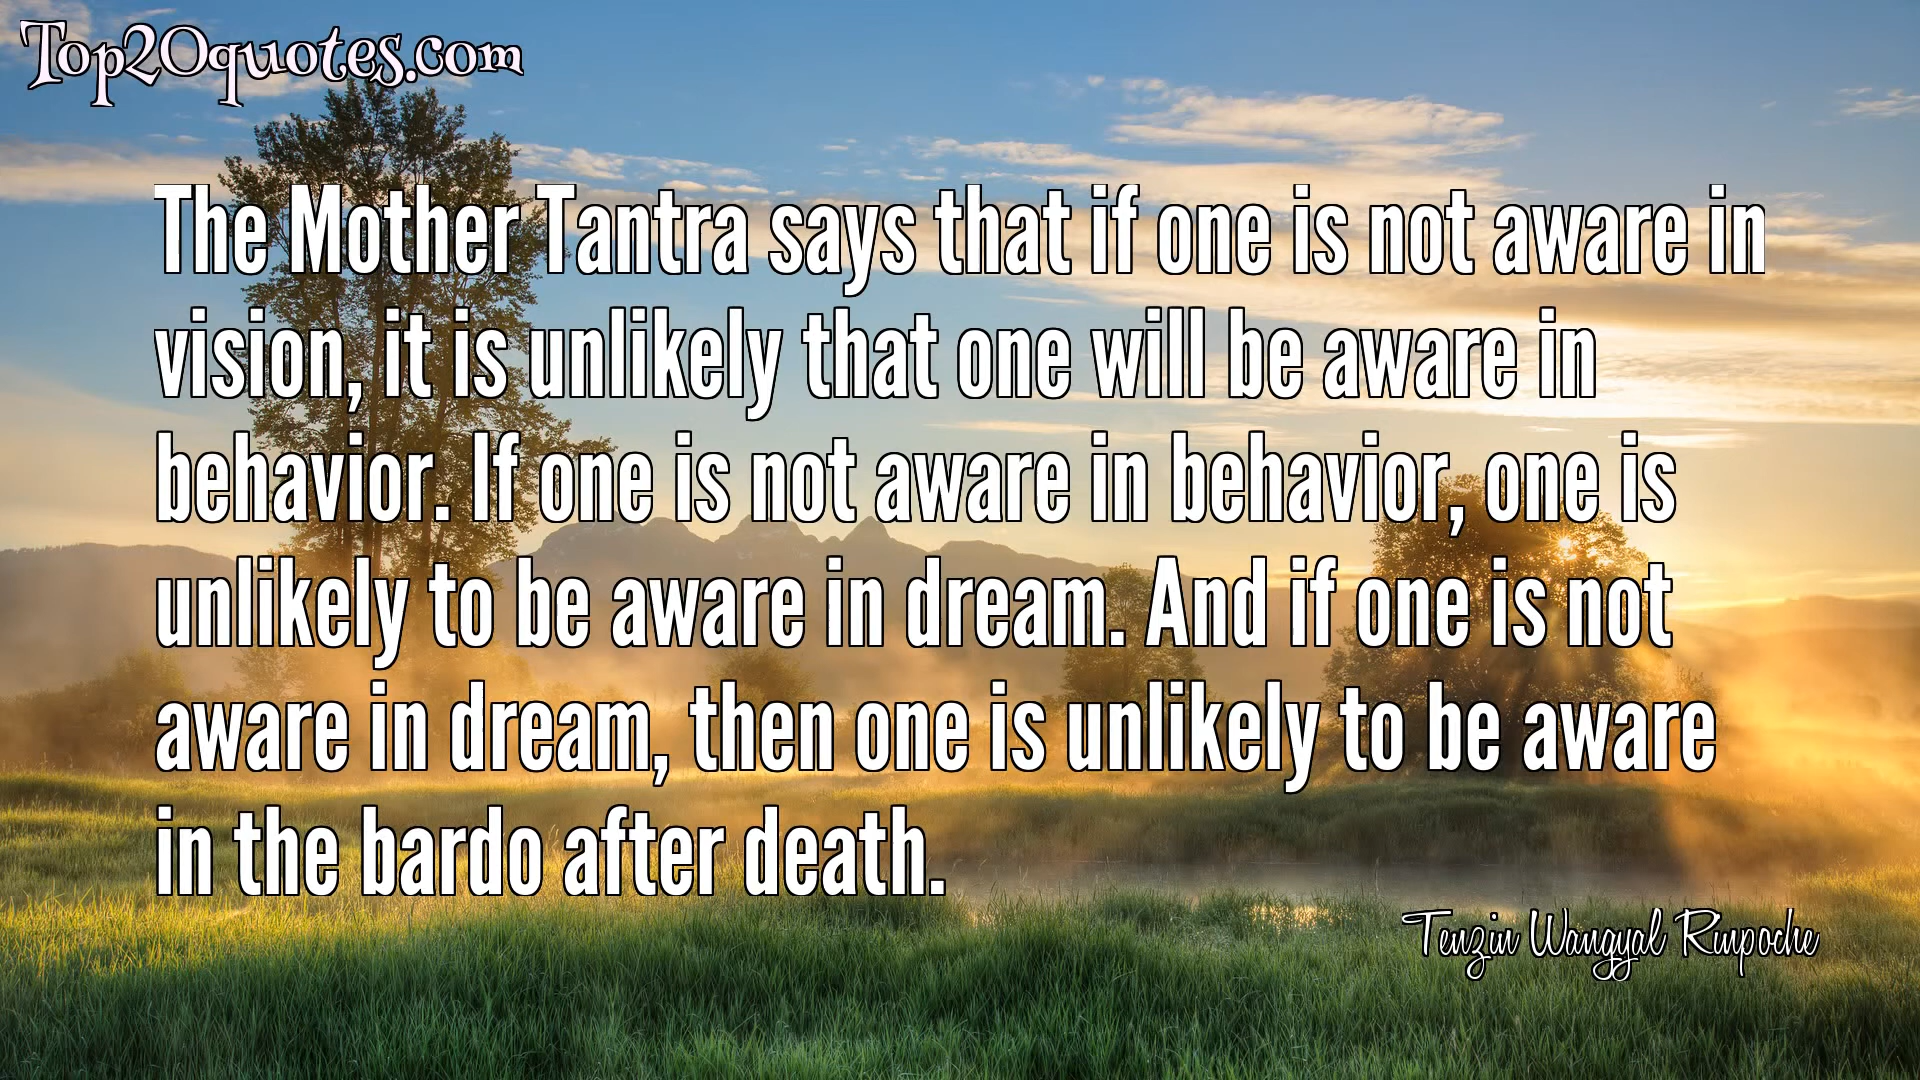 Top20quotes.com
The Mother Tantra says that if one is not aware in
vision, it is unlikely that one will be aware in
behavior. If one is not aware in behavior, one is
unlikely to be aware in dream. And if one is not
aware in dream, then one is unlikely to be aware
in the bardo after death.
Tenzin Wangyal Rinpoche